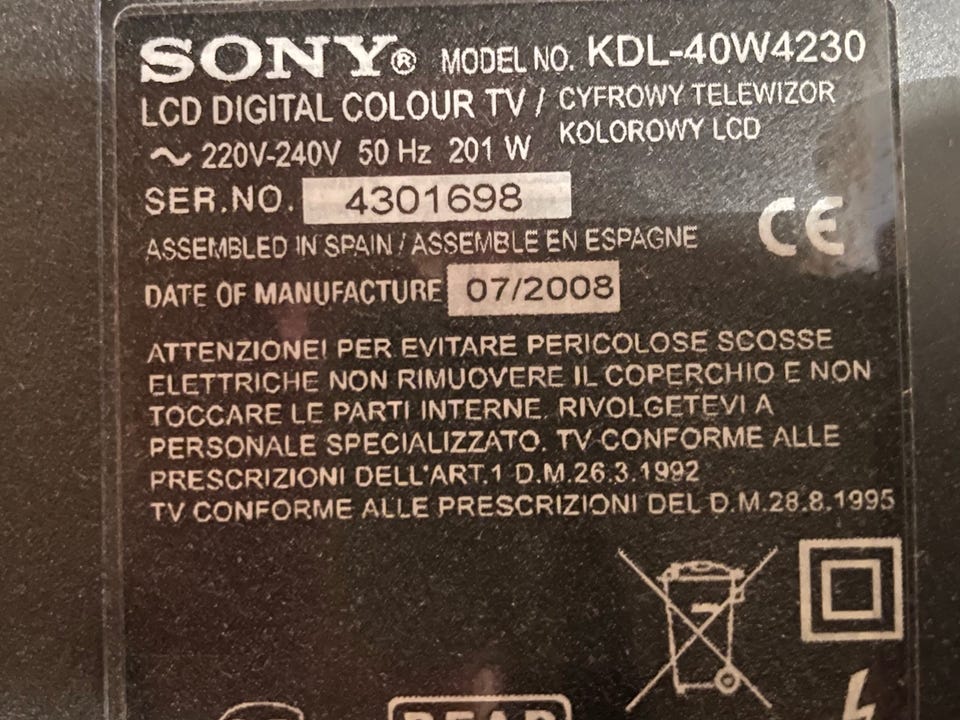 SONY® MODEL NO. KDL-40W4230
LCD DIGITAL COLOUR TV / CYFROWY TELEWIZOR
KOLOROWY LCD
~ 220V-240V 50 Hz 201 W
SER.NO. 4301698
CE
ASSEMBLED IN SPAIN / ASSEMBLE EN ESPAGNE
DATE OF MANUFACTURE 07/2008
ATTENZIONE! PER EVITARE PERICOLOSE SCOSSE
ELETTRICHE NON RIMUOVERE IL COPERCHIO E NON
TOCCARE LE PARTI INTERNE. RIVOLGETEVI A
PERSONALE SPECIALIZZATO. TV CONFORME ALLE
PRESCRIZIONI DELL'ART.1 D.M.26.3.1992
TV CONFORME ALLE PRESCRIZIONI DEL D.M.28.8.1995